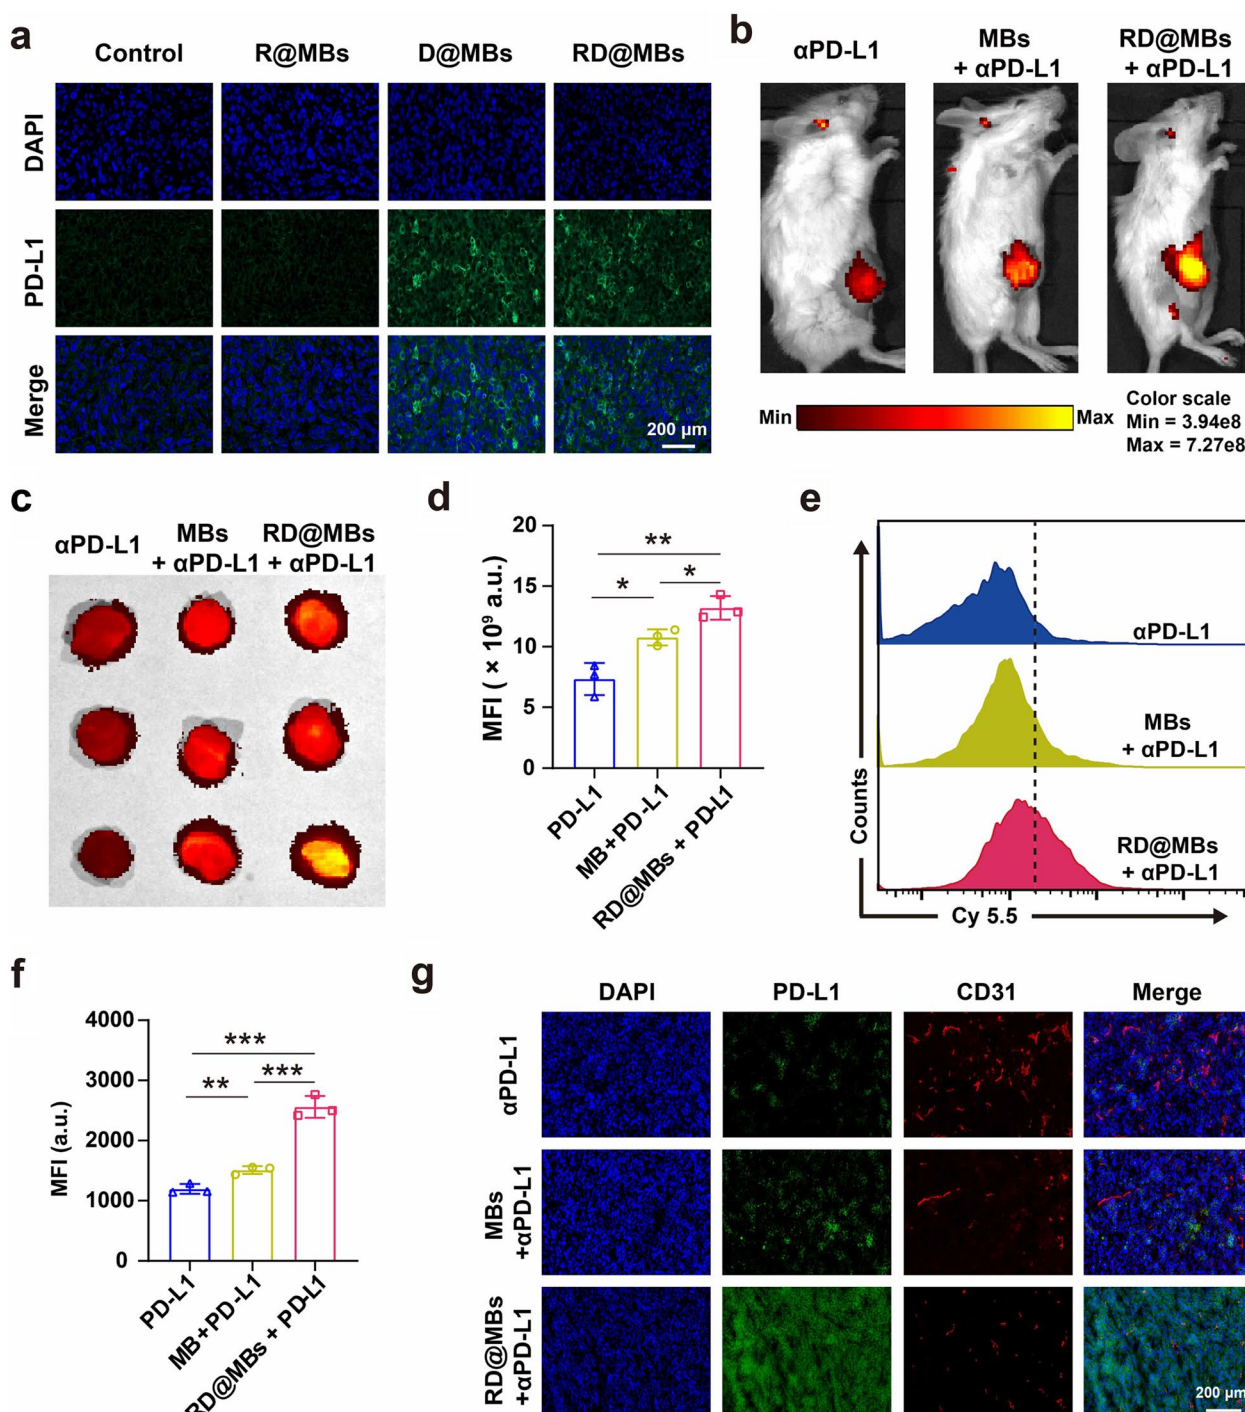 a
Control R@MBs D@MBs RD@MBs
DAPI
PD-L1
Merge
200 μm
b
αPD-L1
MBs
+ αPD-L1
RD@MBs
+ αPD-L1
Min
Max
Color scale
Min = 3.94e8
Max = 7.27e8
c
αPD-L1
MBs
+ αPD-L1
RD@MBs
+ αPD-L1
d
MFI ( × 10⁹ a.u.)
20
15
10
5
0
**
*
*
PD-L1
MB+PD-L1
RD@MBs + PD-L1
e
Counts
αPD-L1
MBs
+ αPD-L1
RD@MBs
+ αPD-L1
Cy 5.5
f
MFI (a.u.)
4000
3000
2000
1000
0
***
**
***
PD-L1
MB+PD-L1
RD@MBs + PD-L1
g
DAPI PD-L1 CD31 Merge
αPD-L1
MBs
+αPD-L1
RD@MBs
+αPD-L1
200 μm